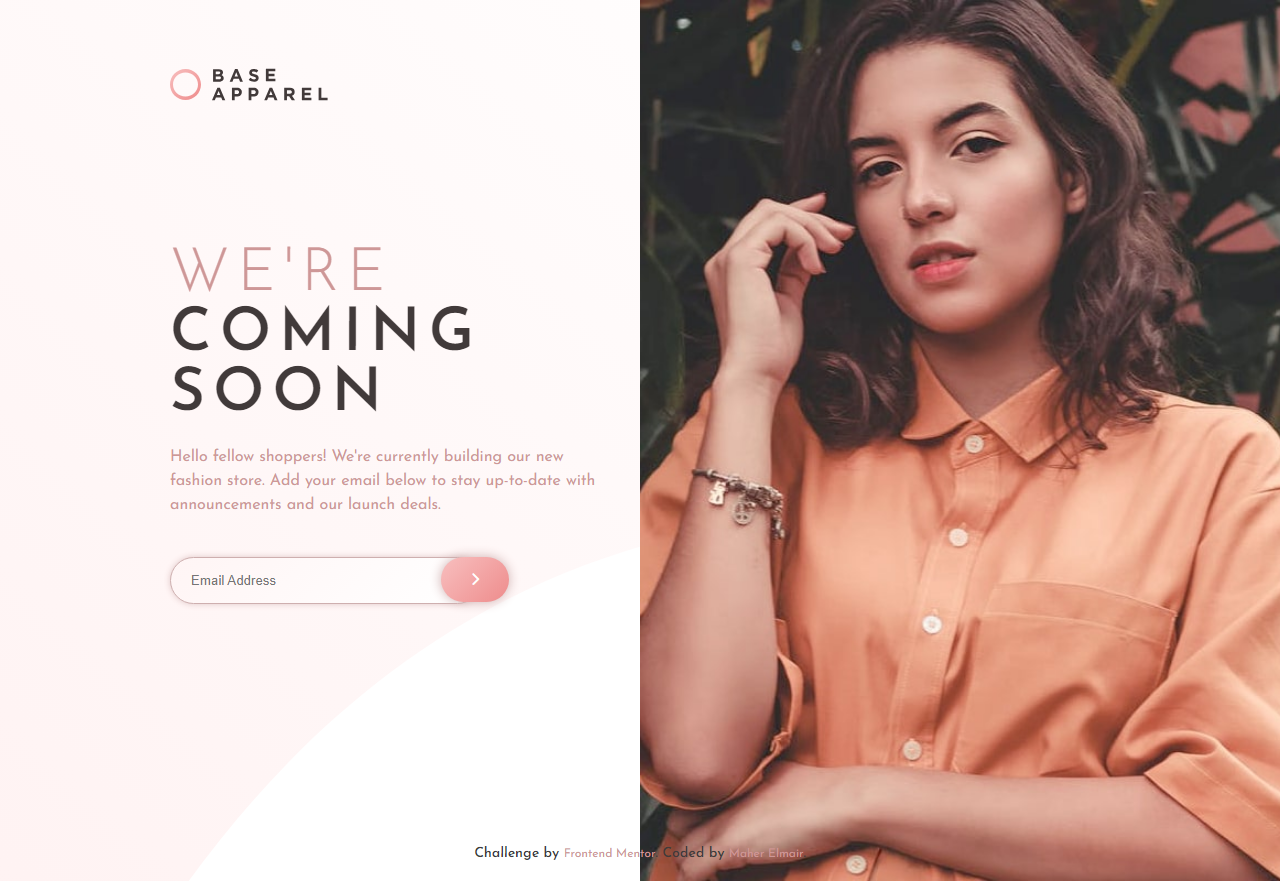 BASE
APPAREL
WE'RE
COMING
SOON
Hello fellow shoppers! We're currently building our new
fashion store. Add your email below to stay up-to-date with
announcements and our launch deals.
Email Address
Challenge by Frontend Mentor. Coded by Maher Elmair